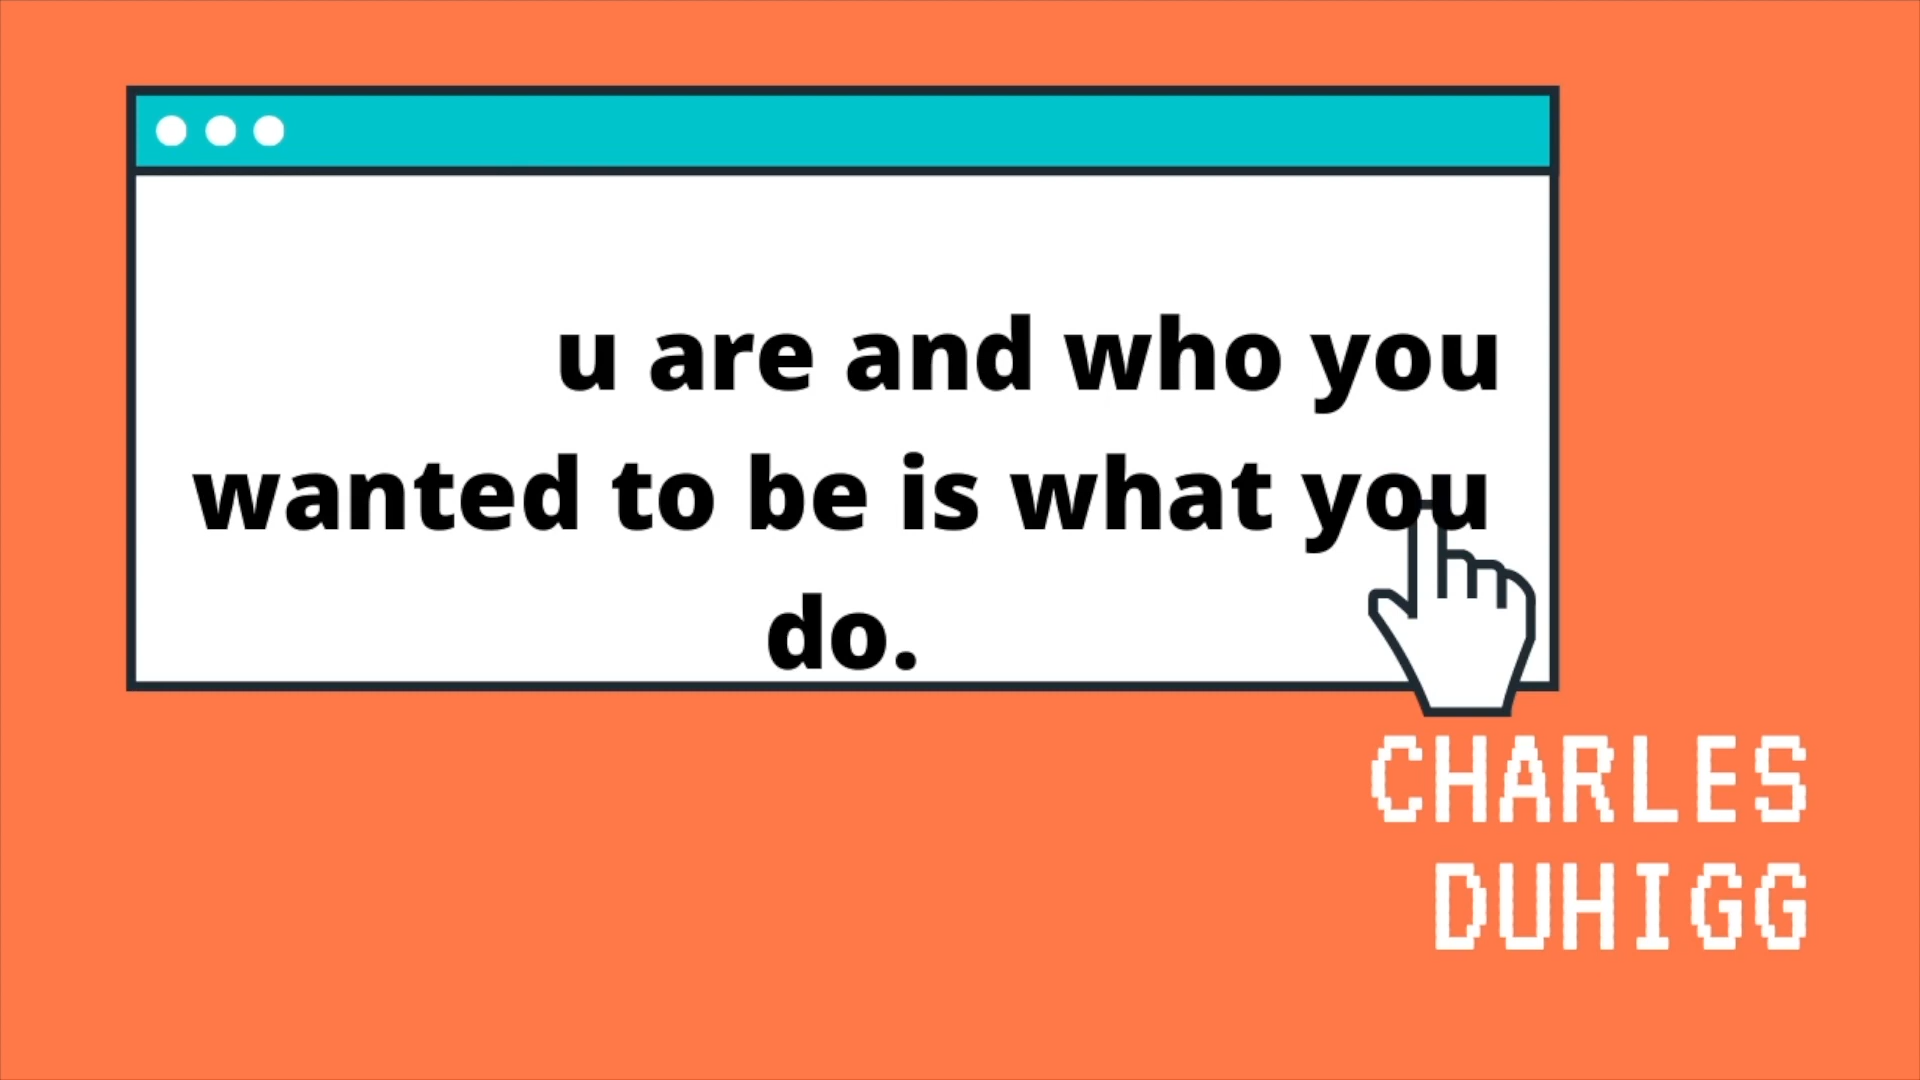 u are and who you
wanted to be is what you
do.
CHARLES
DUHIGG